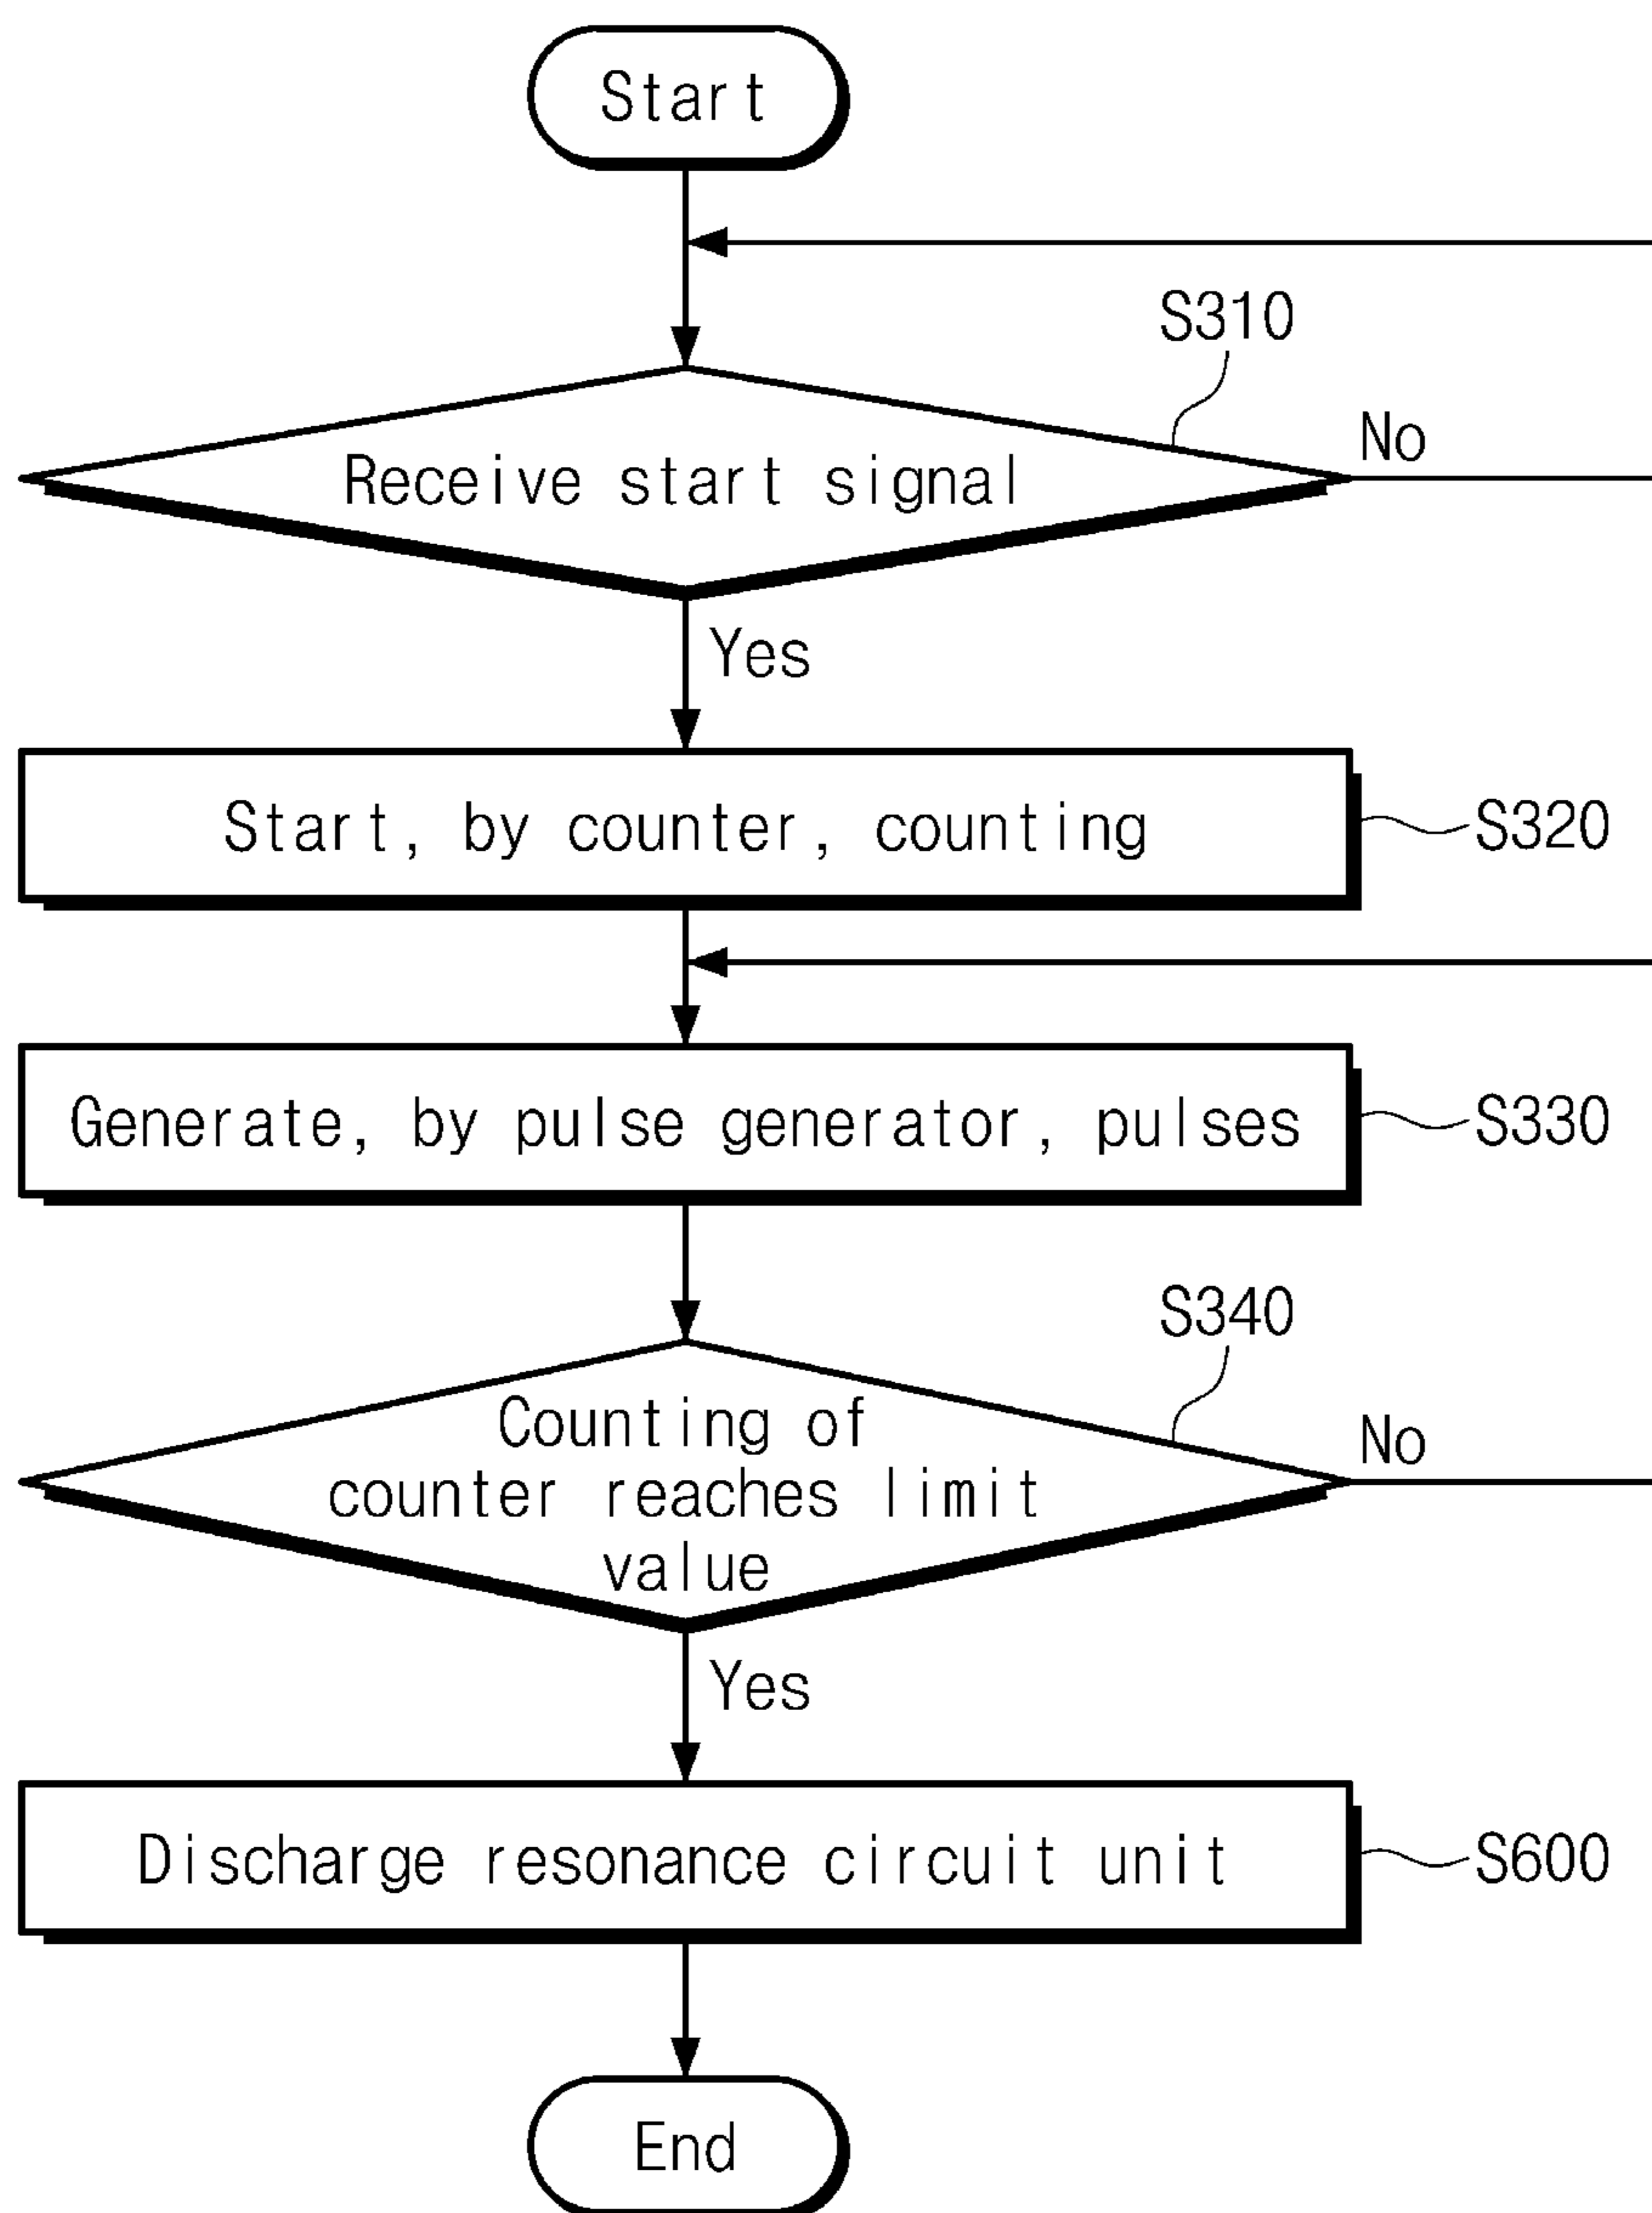 Start
S310
Receive start signal
No
Yes
Start, by counter, counting
S320
Generate, by pulse generator, pulses
S330
S340
Counting of
counter reaches limit
value
No
Yes
Discharge resonance circuit unit
S600
End